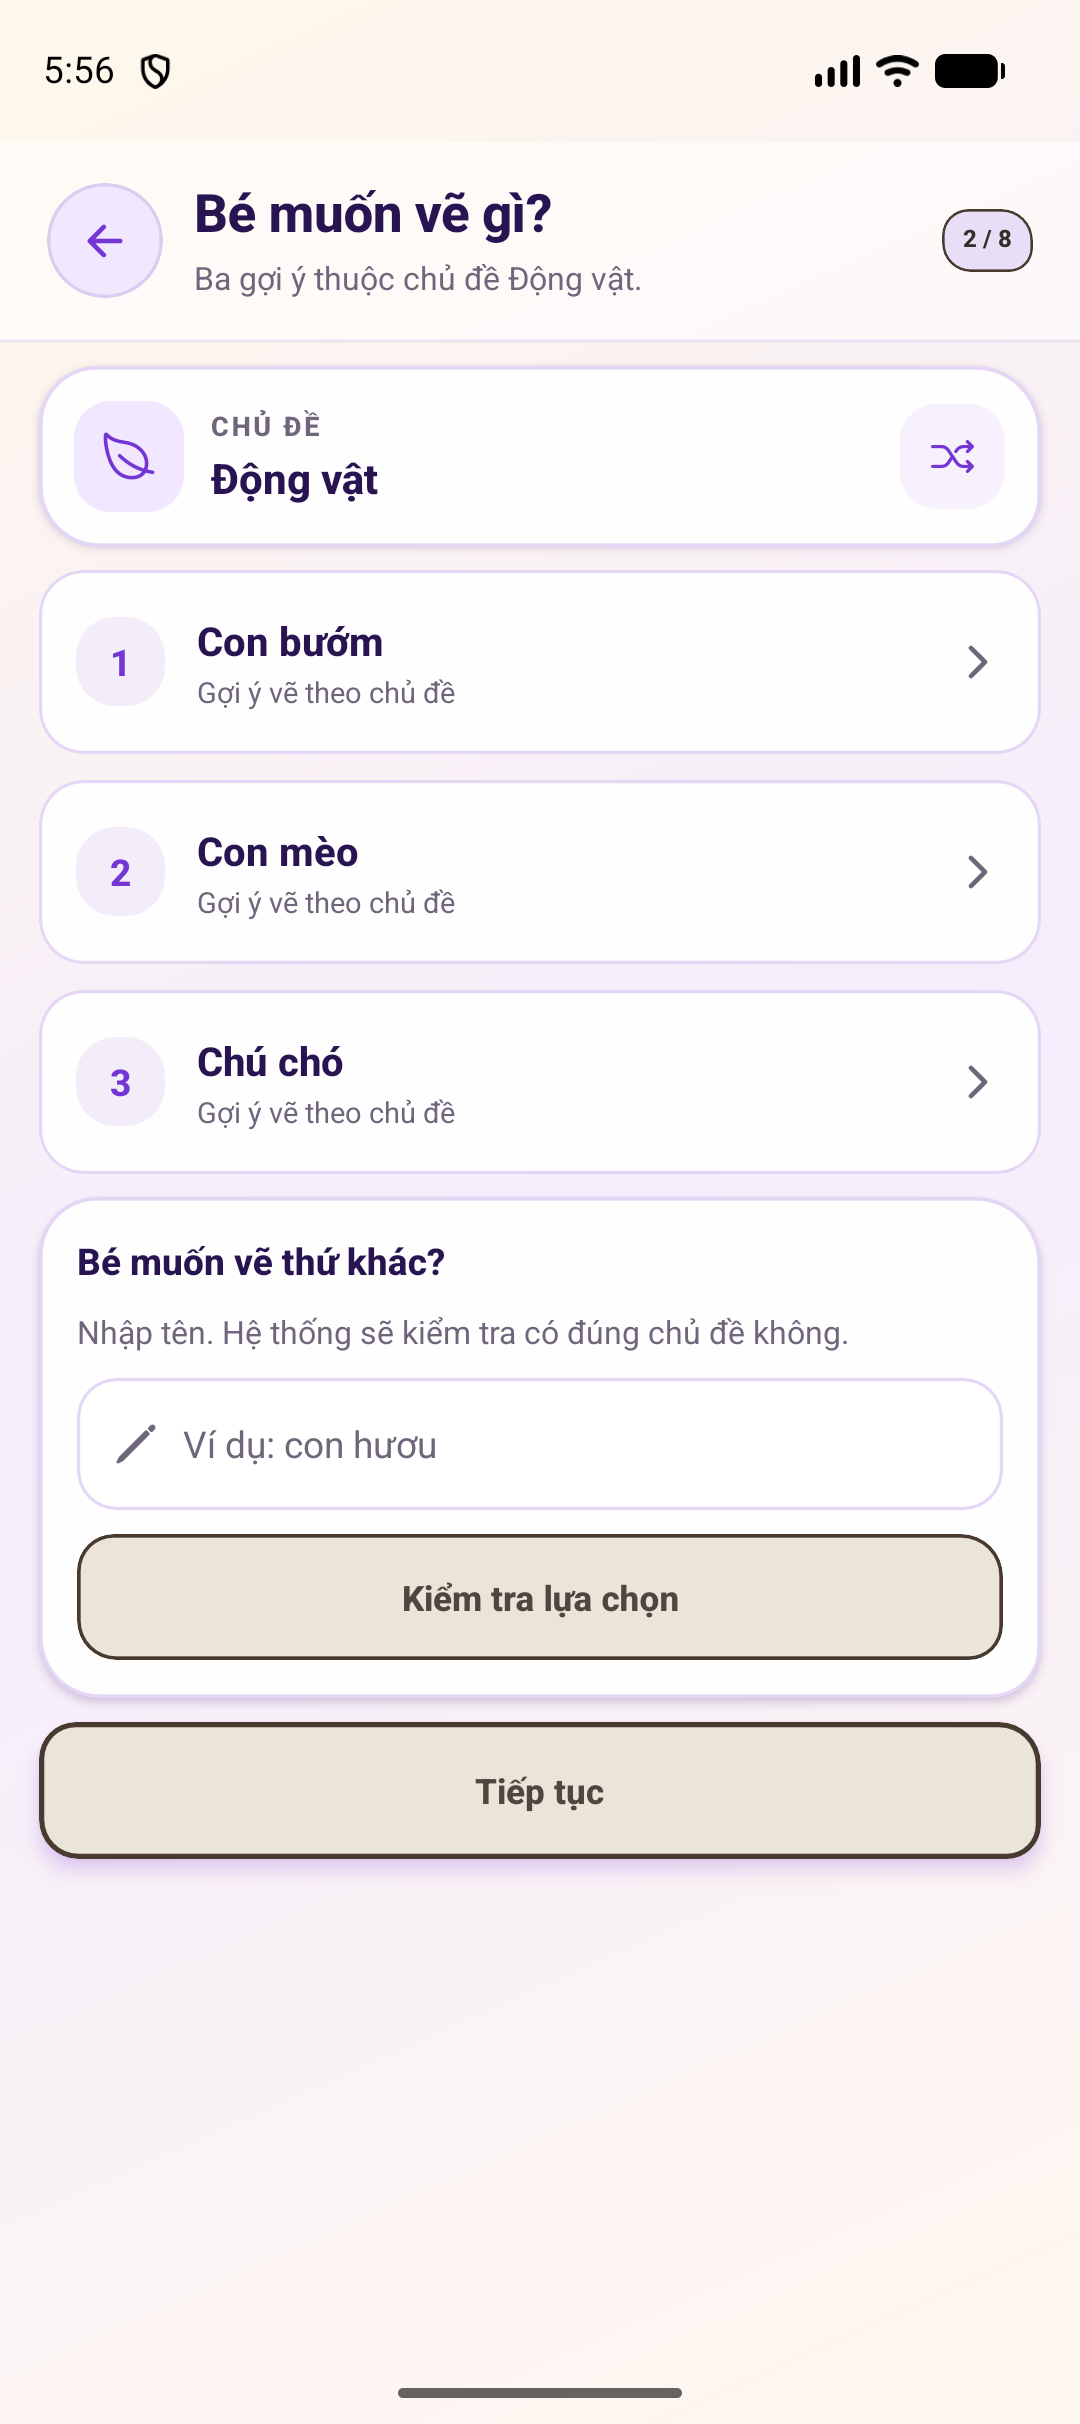 5:56
Bé muốn vẽ gì?
Ba gợi ý thuộc chủ đề Động vật.
2 / 8
CHỦ ĐỀ
Động vật
1
Con bướm
Gợi ý vẽ theo chủ đề
2
Con mèo
Gợi ý vẽ theo chủ đề
3
Chú chó
Gợi ý vẽ theo chủ đề
Bé muốn vẽ thứ khác?
Nhập tên. Hệ thống sẽ kiểm tra có đúng chủ đề không.
Ví dụ: con hươu
Kiểm tra lựa chọn
Tiếp tục